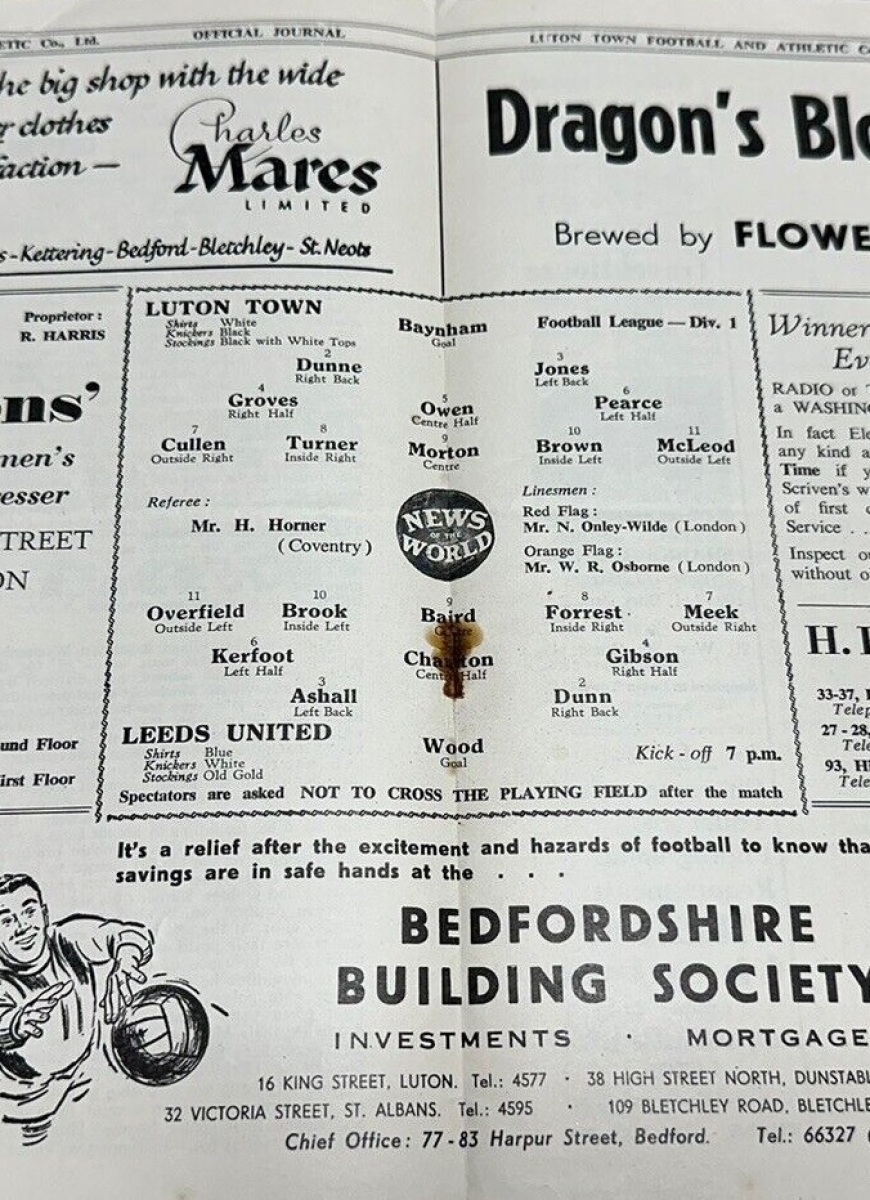 ETIC Co., Ltd.
OFFICIAL JOURNAL
LUTON TOWN FOOTBALL AND ATHLETIC C
he big shop with the wide
r clothes
faction —
Charles
Mares
LIMITED
s-Kettering-Bedford-Bletchley-St. Neots
Dragon's Blo
Brewed by FLOWE
Proprietor :
R. HARRIS
ns'
men's
esser
TREET
ON
und Floor
irst Floor
LUTON TOWN
Shirts White
Knickers Black
Stockings Black with White Tops
Baynham
Goal
Football League — Div. 1
2
Dunne
Right Back
3
Jones
Left Back
4
Groves
Right Half
5
Owen
Centre Half
6
Pearce
Left Half
7
Cullen
Outside Right
8
Turner
Inside Right
9
Morton
Centre
10
Brown
Inside Left
11
McLeod
Outside Left
Referee :
Mr. H. Horner
(Coventry)
NEWS
OF THE
WORLD
Linesmen :
Red Flag :
Mr. N. Onley-Wilde (London)
Orange Flag :
Mr. W. R. Osborne (London)
11
Overfield
Outside Left
10
Brook
Inside Left
9
Baird
Centre
8
Forrest
Inside Right
7
Meek
Outside Right
6
Kerfoot
Left Half
Charlton
Centre Half
4
Gibson
Right Half
3
Ashall
Left Back
2
Dunn
Right Back
LEEDS UNITED
Shirts Blue
Knickers White
Stockings Old Gold
Wood
Goal
Kick-off 7 p.m.
Spectators are asked NOT TO CROSS THE PLAYING FIELD after the match
Winner
Ev
RADIO or T
a WASHIN
In fact Ele
any kind a
Time if y
Scriven's w
of first c
Service . .
Inspect ou
without o
H. I
33-37,
Telep
27 - 28,
Tele
93, H
Tele
It's a relief after the excitement and hazards of football to know tha
savings are in safe hands at the . . .
BEDFORDSHIRE
BUILDING SOCIETY
INVESTMENTS · MORTGAGE
16 KING STREET, LUTON. Tel.: 4577 · 38 HIGH STREET NORTH, DUNSTABL
32 VICTORIA STREET, ST. ALBANS. Tel.: 4595 · 109 BLETCHLEY ROAD, BLETCHLE
Chief Office: 77-83 Harpur Street, Bedford. Tel.: 66327